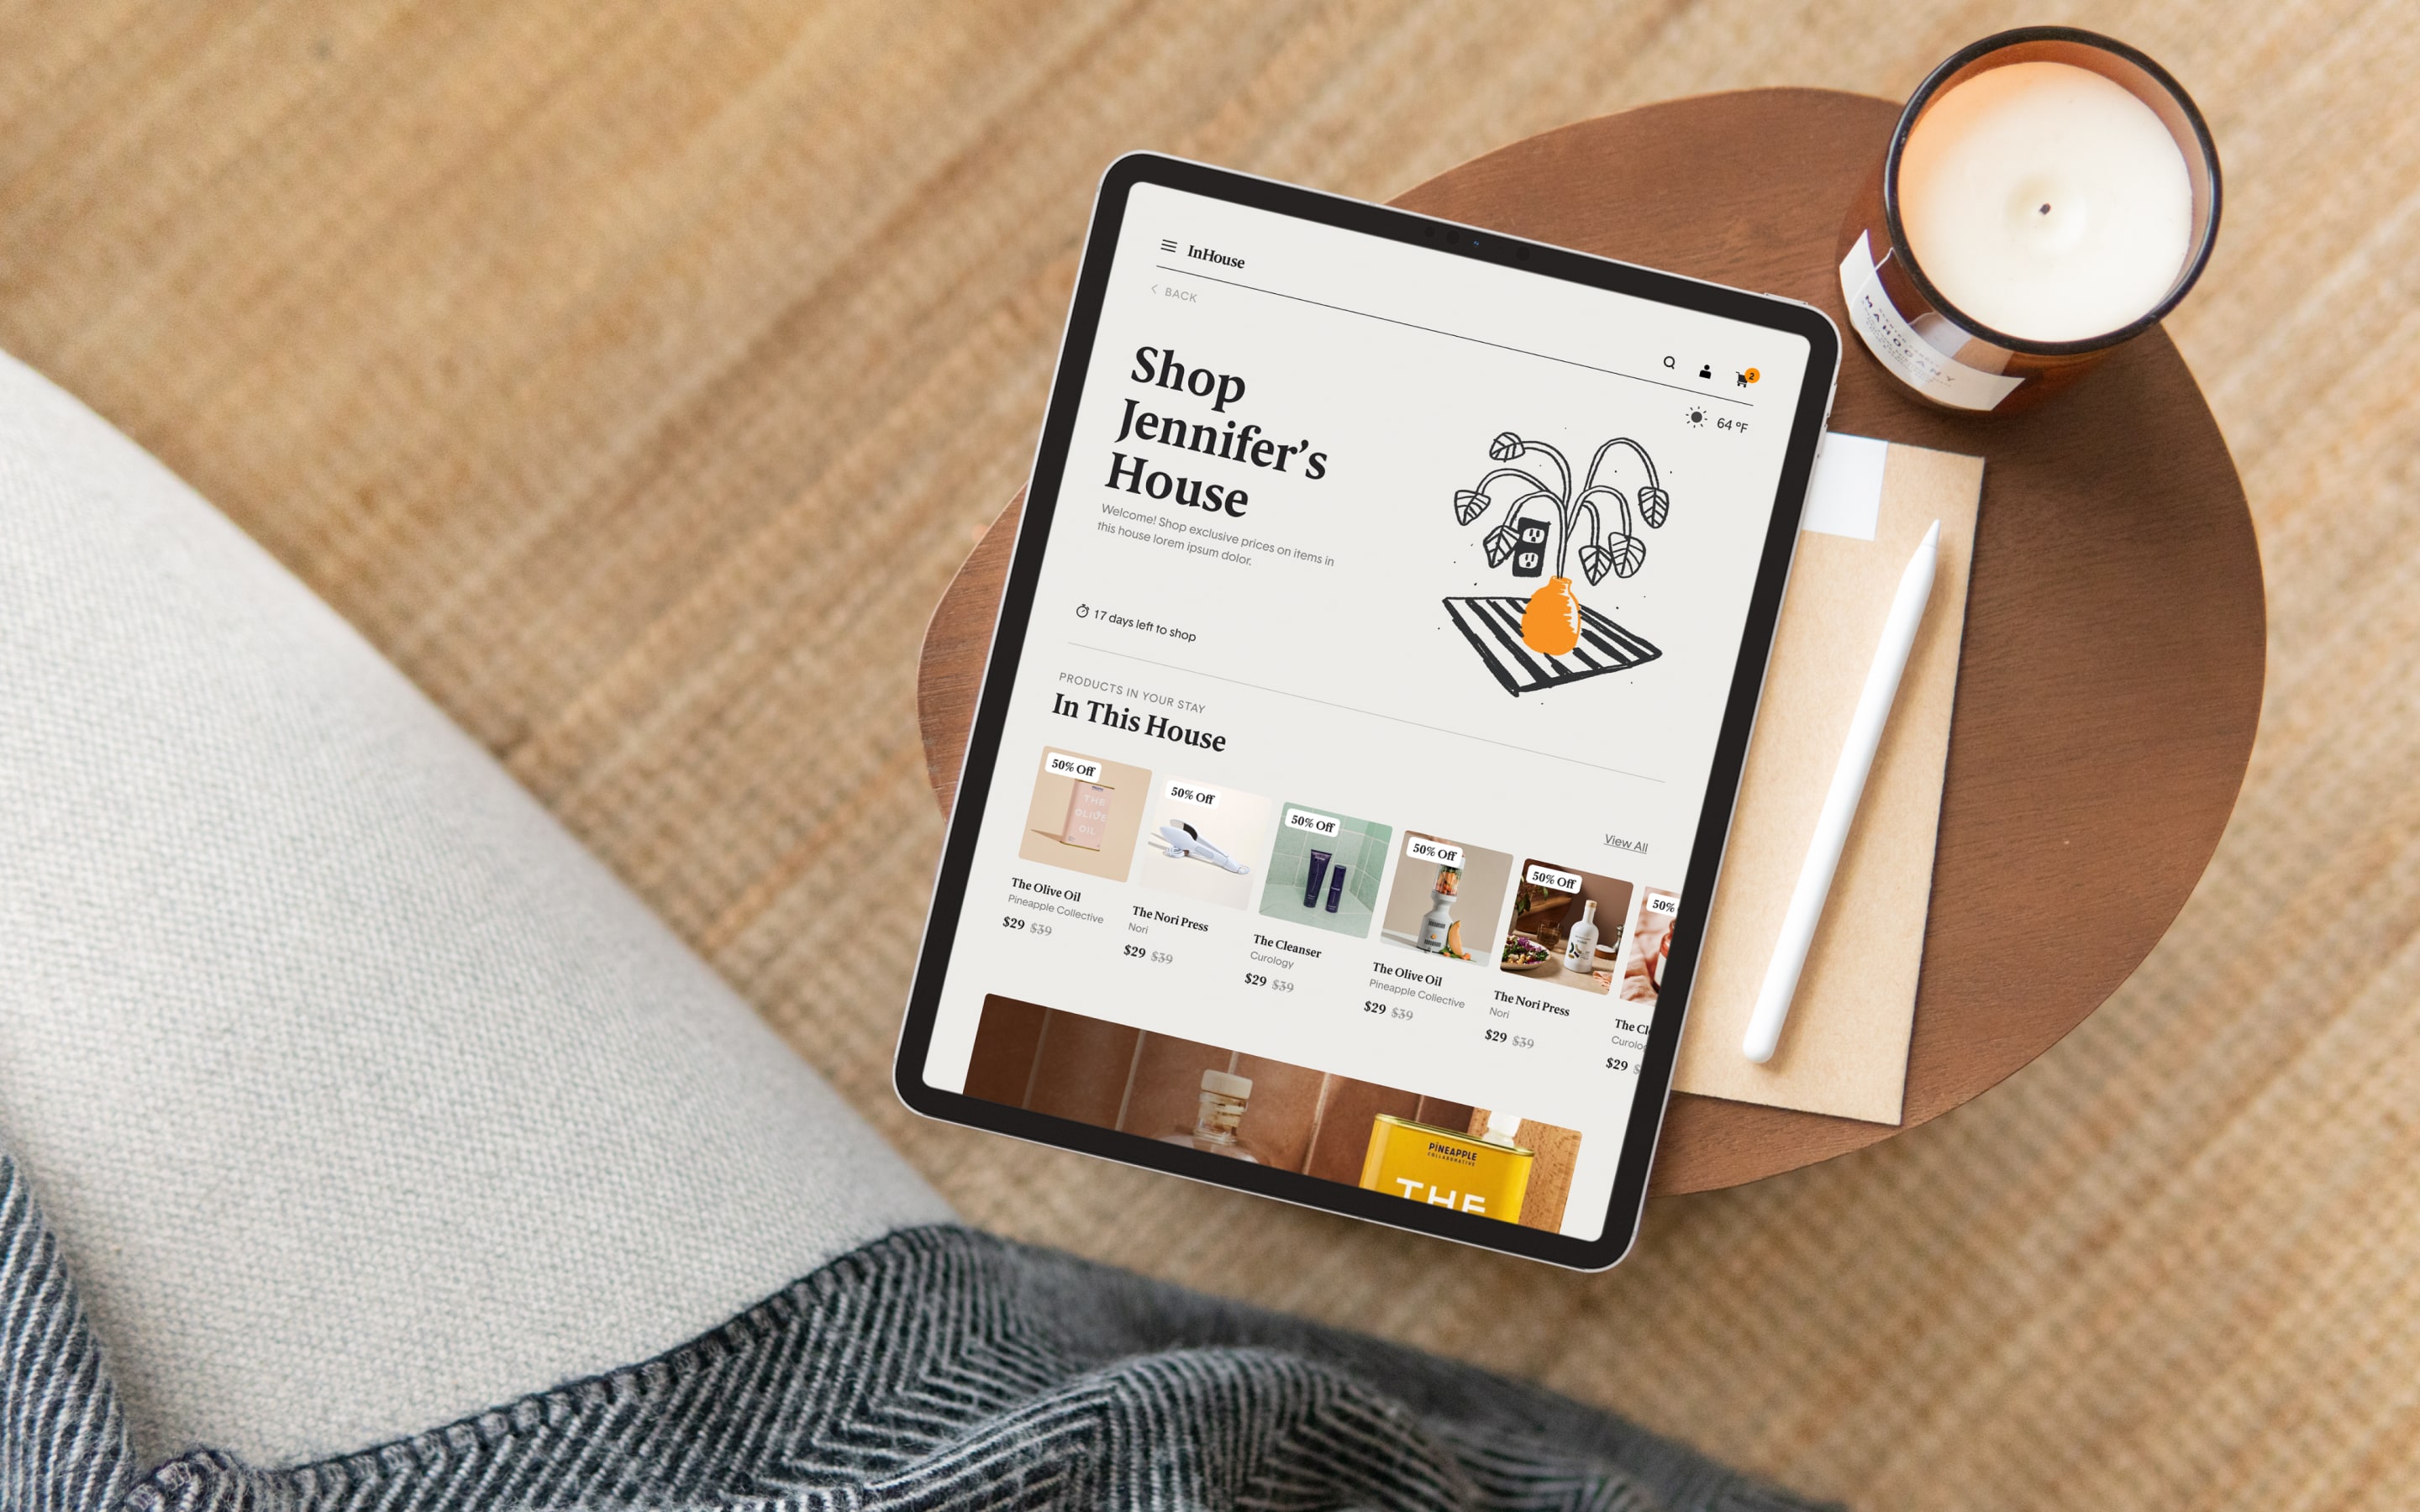 InHouse
BACK
2
64 °F
Shop
Jennifer’s
House
Welcome! Shop exclusive prices on items in
this house lorem ipsum dolor.
17 days left to shop
PRODUCTS IN YOUR STAY
In This House
View All
50% Off
THE
OLIVE
OIL
The Olive Oil
Pineapple Collective
$29 $39
50% Off
The Nori Press
Nori
$29 $39
50% Off
The Cleanser
Curology
$29 $39
50% Off
The Olive Oil
Pineapple Collective
$29 $39
50% Off
The Nori Press
Nori
$29 $39
50%
The Cl
Curolo
$29 $
PINEAPPLE
COLLABORATIVE
THE
MAHOGANY